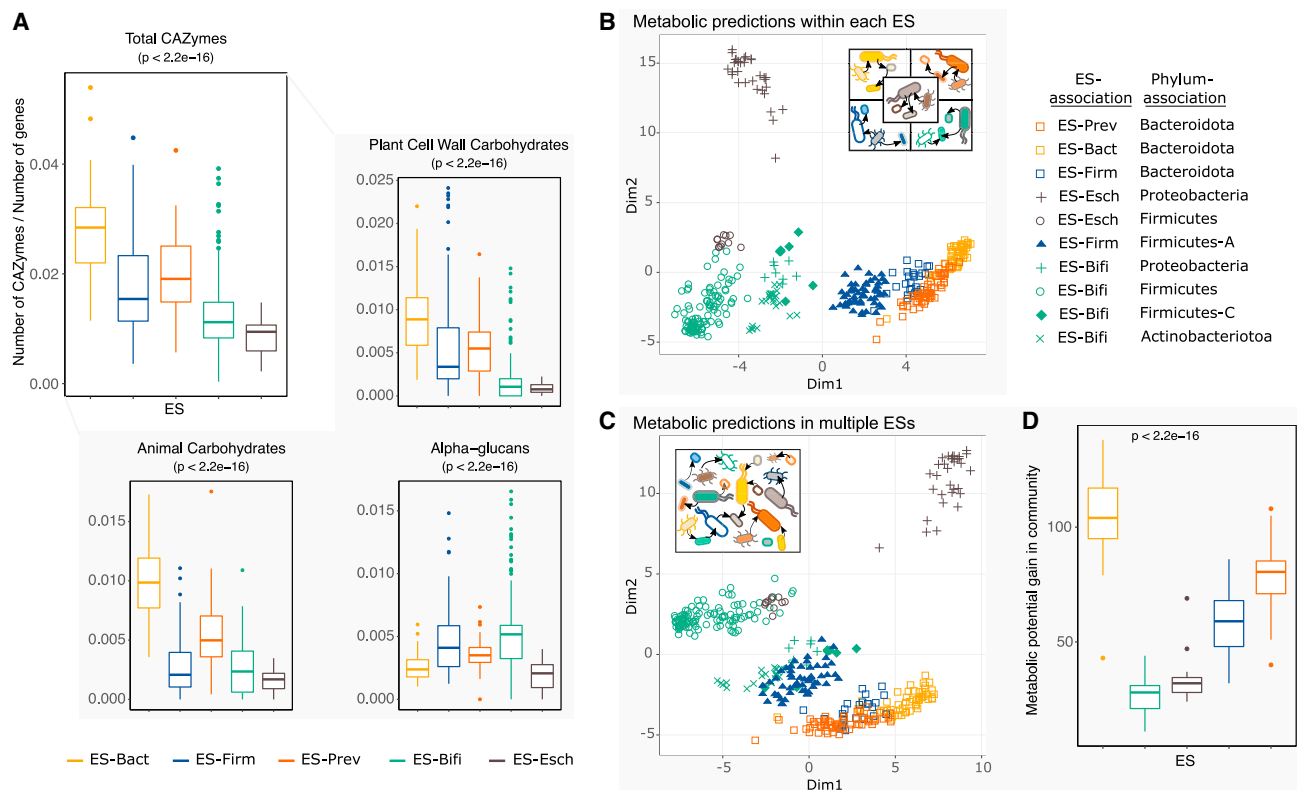 A
Total CAZymes
(p < 2.2e−16)
Number of CAZymes / Number of genes
0.04
0.02
0.00
ES
Plant Cell Wall Carbohydrates
(p < 2.2e−16)
0.025
0.020
0.015
0.010
0.005
0.000
Animal Carbohydrates
(p < 2.2e−16)
0.015
0.010
0.005
0.000
Alpha−glucans
(p < 2.2e−16)
0.015
0.010
0.005
0.000
ES-Bact
ES-Firm
ES-Prev
ES-Bifi
ES-Esch
B
Metabolic predictions within each ES
Dim2
15
10
5
0
−5
−4
0
4
Dim1
ES-association
Phylum-association
ES-Prev Bacteroidota
ES-Bact Bacteroidota
ES-Firm Bacteroidota
ES-Esch Proteobacteria
ES-Esch Firmicutes
ES-Firm Firmicutes-A
ES-Bifi Proteobacteria
ES-Bifi Firmicutes
ES-Bifi Firmicutes-C
ES-Bifi Actinobacteriotoa
C
Metabolic predictions in multiple ESs
Dim2
10
5
0
−5
−5
0
5
10
Dim1
D
p < 2.2e−16
Metabolic potential gain in community
100
50
ES